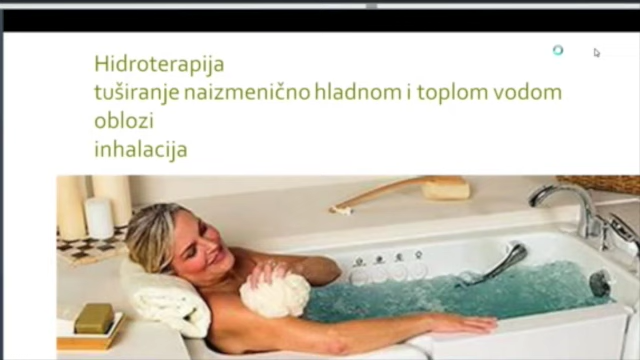 Hidroterapija
tuširanje naizmenično hladnom i toplom vodom
oblozi
inhalacija